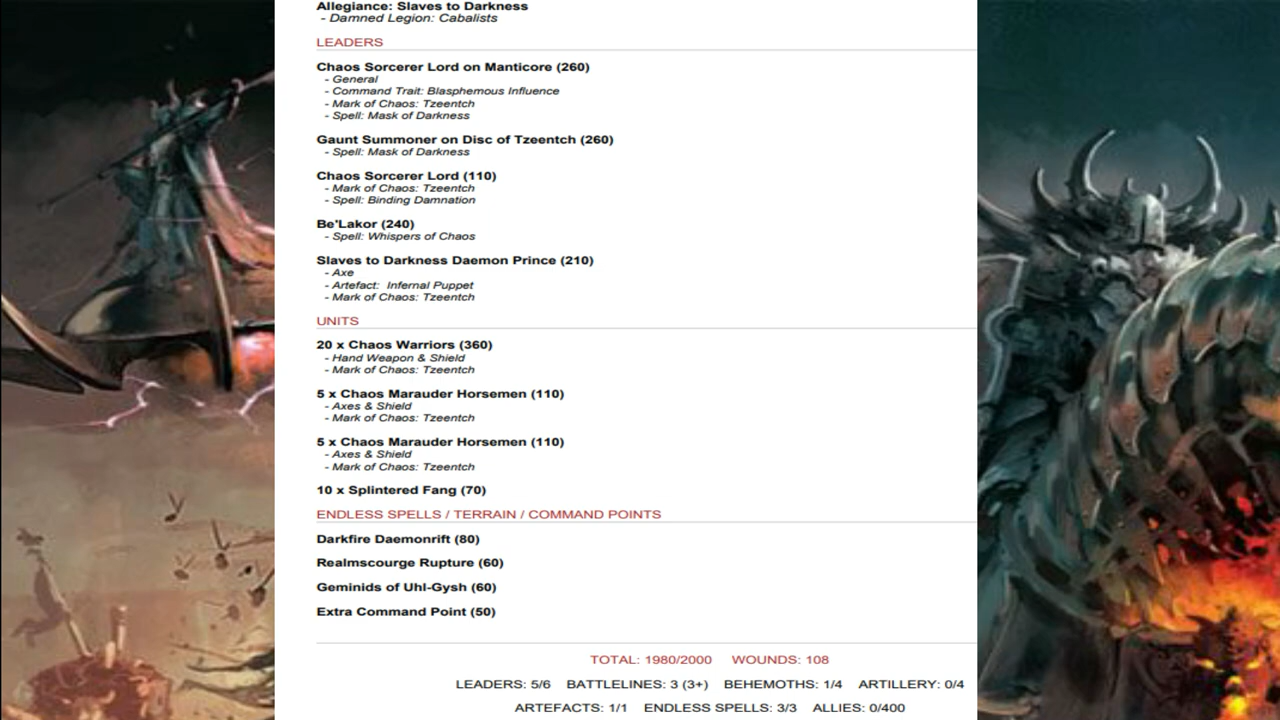 Allegiance: Slaves to Darkness
- Damned Legion: Cabalists
LEADERS
Chaos Sorcerer Lord on Manticore (260)
- General
- Command Trait: Blasphemous Influence
- Mark of Chaos: Tzeentch
- Spell: Mask of Darkness
Gaunt Summoner on Disc of Tzeentch (260)
- Spell: Mask of Darkness
Chaos Sorcerer Lord (110)
- Mark of Chaos: Tzeentch
- Spell: Binding Damnation
Be'Lakor (240)
- Spell: Whispers of Chaos
Slaves to Darkness Daemon Prince (210)
- Axe
- Artefact: Infernal Puppet
- Mark of Chaos: Tzeentch
UNITS
20 x Chaos Warriors (360)
- Hand Weapon & Shield
- Mark of Chaos: Tzeentch
5 x Chaos Marauder Horsemen (110)
- Axes & Shield
- Mark of Chaos: Tzeentch
5 x Chaos Marauder Horsemen (110)
- Axes & Shield
- Mark of Chaos: Tzeentch
10 x Splintered Fang (70)
ENDLESS SPELLS / TERRAIN / COMMAND POINTS
Darkfire Daemonrift (80)
Realmscourge Rupture (60)
Geminids of Uhl-Gysh (60)
Extra Command Point (50)
TOTAL: 1980/2000 WOUNDS: 108
LEADERS: 5/6 BATTLELINES: 3 (3+) BEHEMOTHS: 1/4 ARTILLERY: 0/4
ARTEFACTS: 1/1 ENDLESS SPELLS: 3/3 ALLIES: 0/400